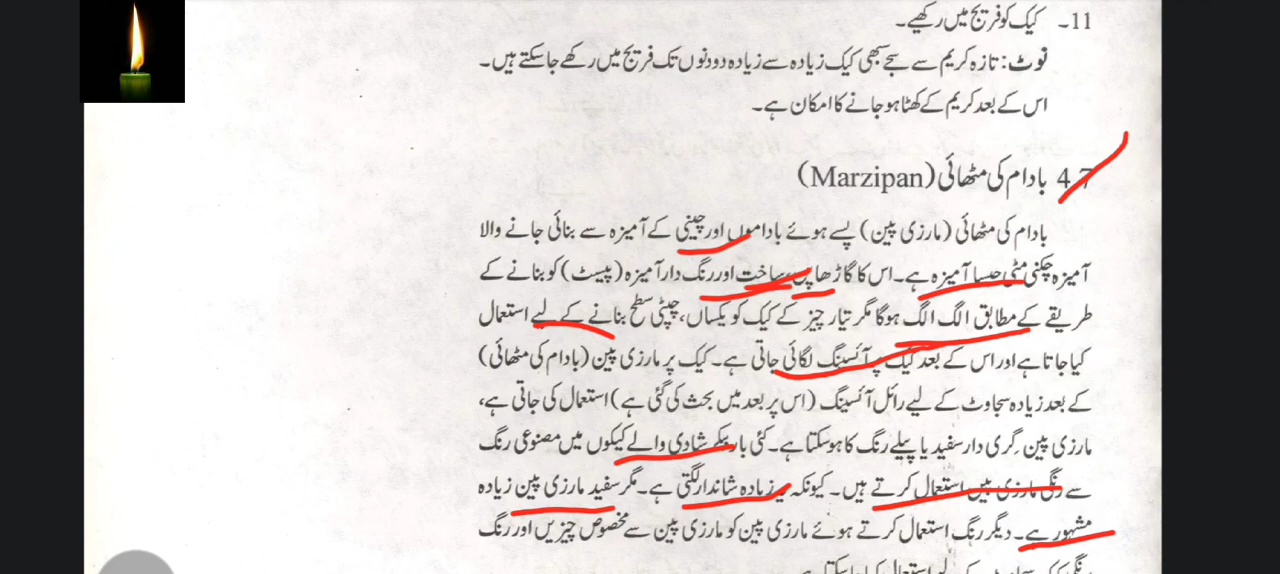 11۔ کیک کو فریج میں رکھیے۔
نوٹ: تازہ کریم سے سجے سبھی کیک زیادہ سے زیادہ دو دنوں تک فریج میں رکھے جا سکتے ہیں۔
اس کے بعد کریم کے کھٹا ہو جانے کا امکان ہے۔
4.7 بادام کی مٹھائی (Marzipan)
بادام کی مٹھائی (مارزی پین) پسے ہوئے باداموں اور چینی کے آمیزہ سے بنائی جانے والا
آمیزہ چکنی مٹی جیسا آمیزہ ہے۔ اس کا گاڑھا پن، ساخت اور رنگ دار آمیزہ (پیسٹ) کو بنانے کے
طریقے کے مطابق الگ الگ ہوگا مگر تیار چیز کے کیک کو یکساں، چپٹی سطح بنانے کے لیے استعمال
کیا جاتا ہے اور اس کے بعد کیک پر آئسینگ لگائی جاتی ہے۔ کیک پر مارزی پین (بادام کی مٹھائی)
کے بعد زیادہ سجاوٹ کے لیے رائل آئسینگ (اس پر بعد میں بحث کی گئی ہے) استعمال کی جاتی ہے،
مارزی پین گری دار سفید یا پیلے رنگ کا ہو سکتا ہے۔ کئی بار بیکر شادی والے کیکوں میں مصنوعی رنگ
سے رنگی مارزی پین استعمال کرتے ہیں۔ کیونکہ یہ زیادہ شاندار لگتی ہے۔ مگر سفید مارزی پین زیادہ
مشہور ہے۔ دیگر رنگ استعمال کرتے ہوئے مارزی پین کو مارزی پین سے مخصوص چیزیں اور رنگ